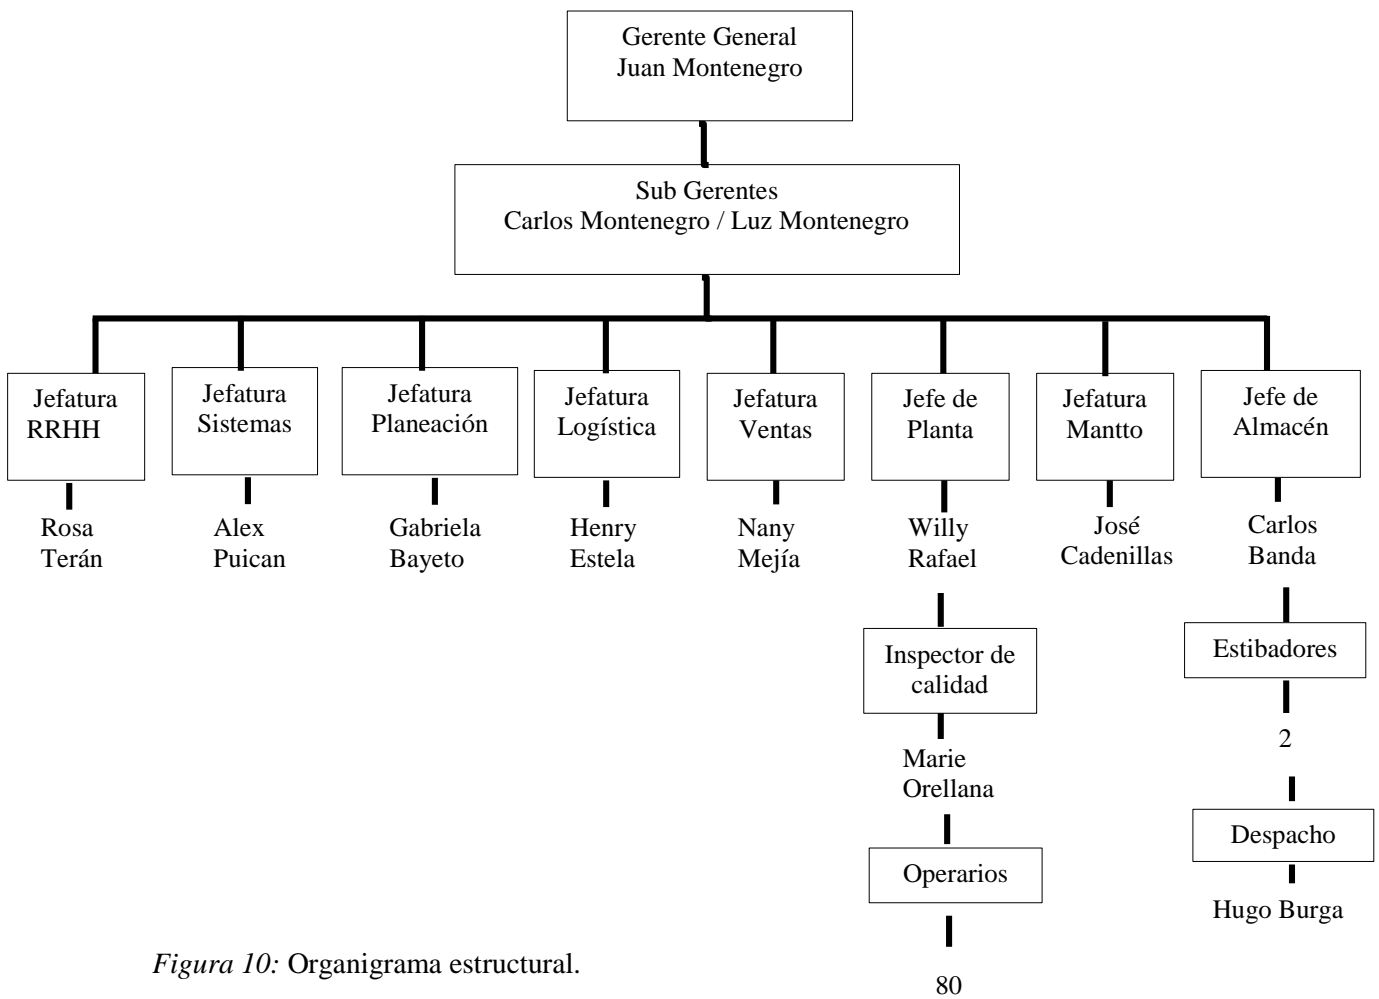 Gerente General
Juan Montenegro
Sub Gerentes
Carlos Montenegro / Luz Montenegro
Jefatura
RRHH
Jefatura
Sistemas
Jefatura
Planeación
Jefatura
Logística
Jefatura
Ventas
Jefe de
Planta
Jefatura
Mantto
Jefe de
Almacén
Rosa
Terán
Alex
Puican
Gabriela
Bayeto
Henry
Estela
Nany
Mejía
Willy
Rafael
José
Cadenillas
Carlos
Banda
Inspector de
calidad
Marie
Orellana
Operarios
80
Estibadores
2
Despacho
Hugo Burga
Figura 10: Organigrama estructural.